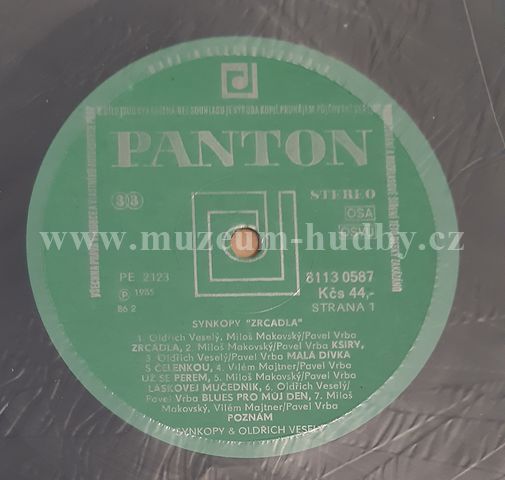 PANTON
33
STEREO
OSA
www.muzeum-hudby.cz
PE 2123
8113 0587
Ⓟ 1985
Kčs 44,-
86 2
STRANA 1
SYNKOPY "ZRCADLA"
1. Oldřich Veselý, Miloš Makovský/Pavel Vrba
ZRCADLA, 2. Miloš Makovský/Pavel Vrba KSIRY,
3. Oldřich Veselý/Pavel Vrba MALÁ DÍVKA
S ČELENKOU, 4. Vilém Majtner/Pavel Vrba
UŽ SE PEREM, 5. Miloš Makovský/Pavel Vrba
LÁSKOVEJ MUČEDNÍK, 6. Oldřich Veselý/
Pavel Vrba BLUES PRO MŮJ DEN, 7. Miloš
Makovský, Vilém Majtner/Pavel Vrba
POZNÁM
SYNKOPY & OLDŘICH VESELÝ